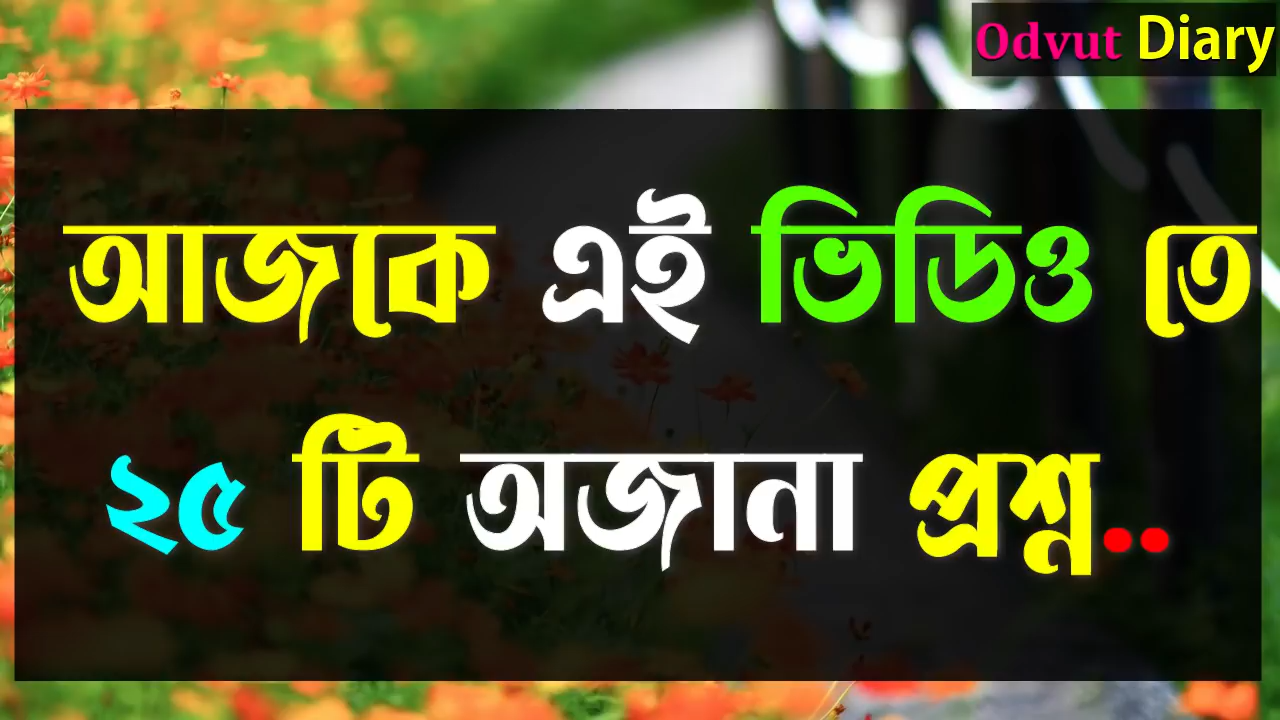 Odvut Diary
আজকে এই ভিডিও তে
২৫ টি অজানা প্রশ্ন..